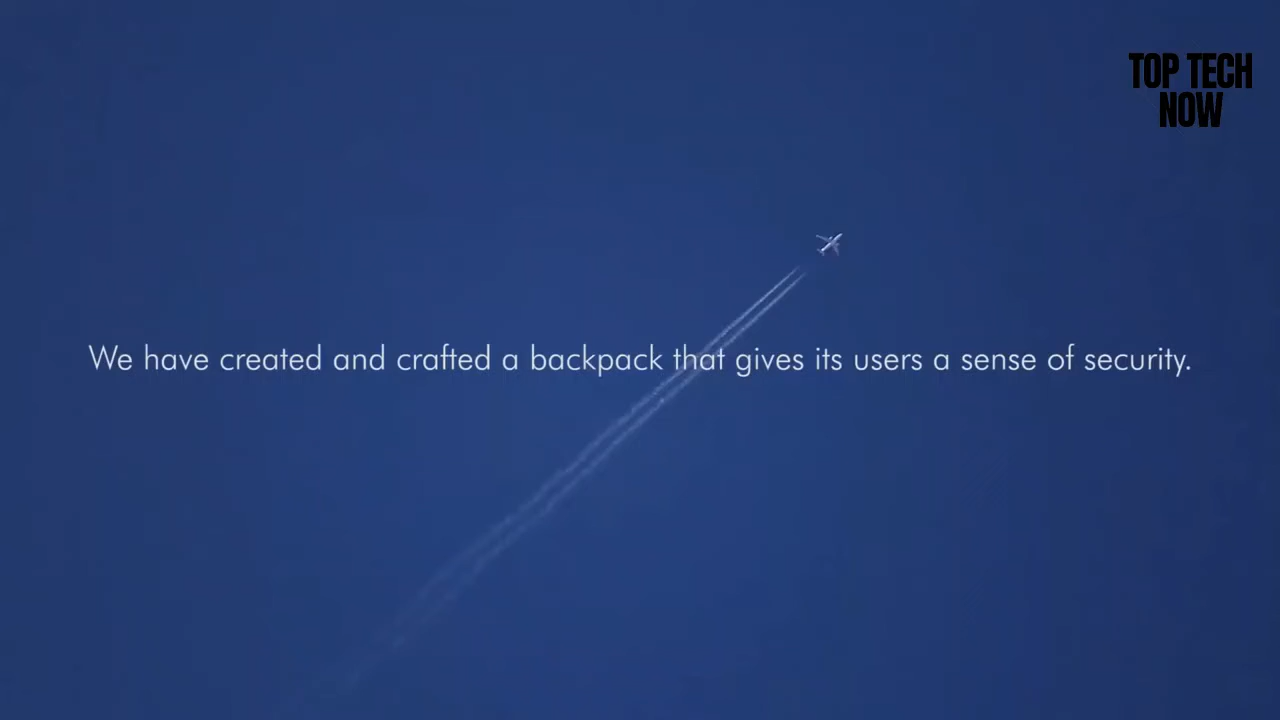 TOP TECH
NOW
We have created and crafted a backpack that gives its users a sense of security.